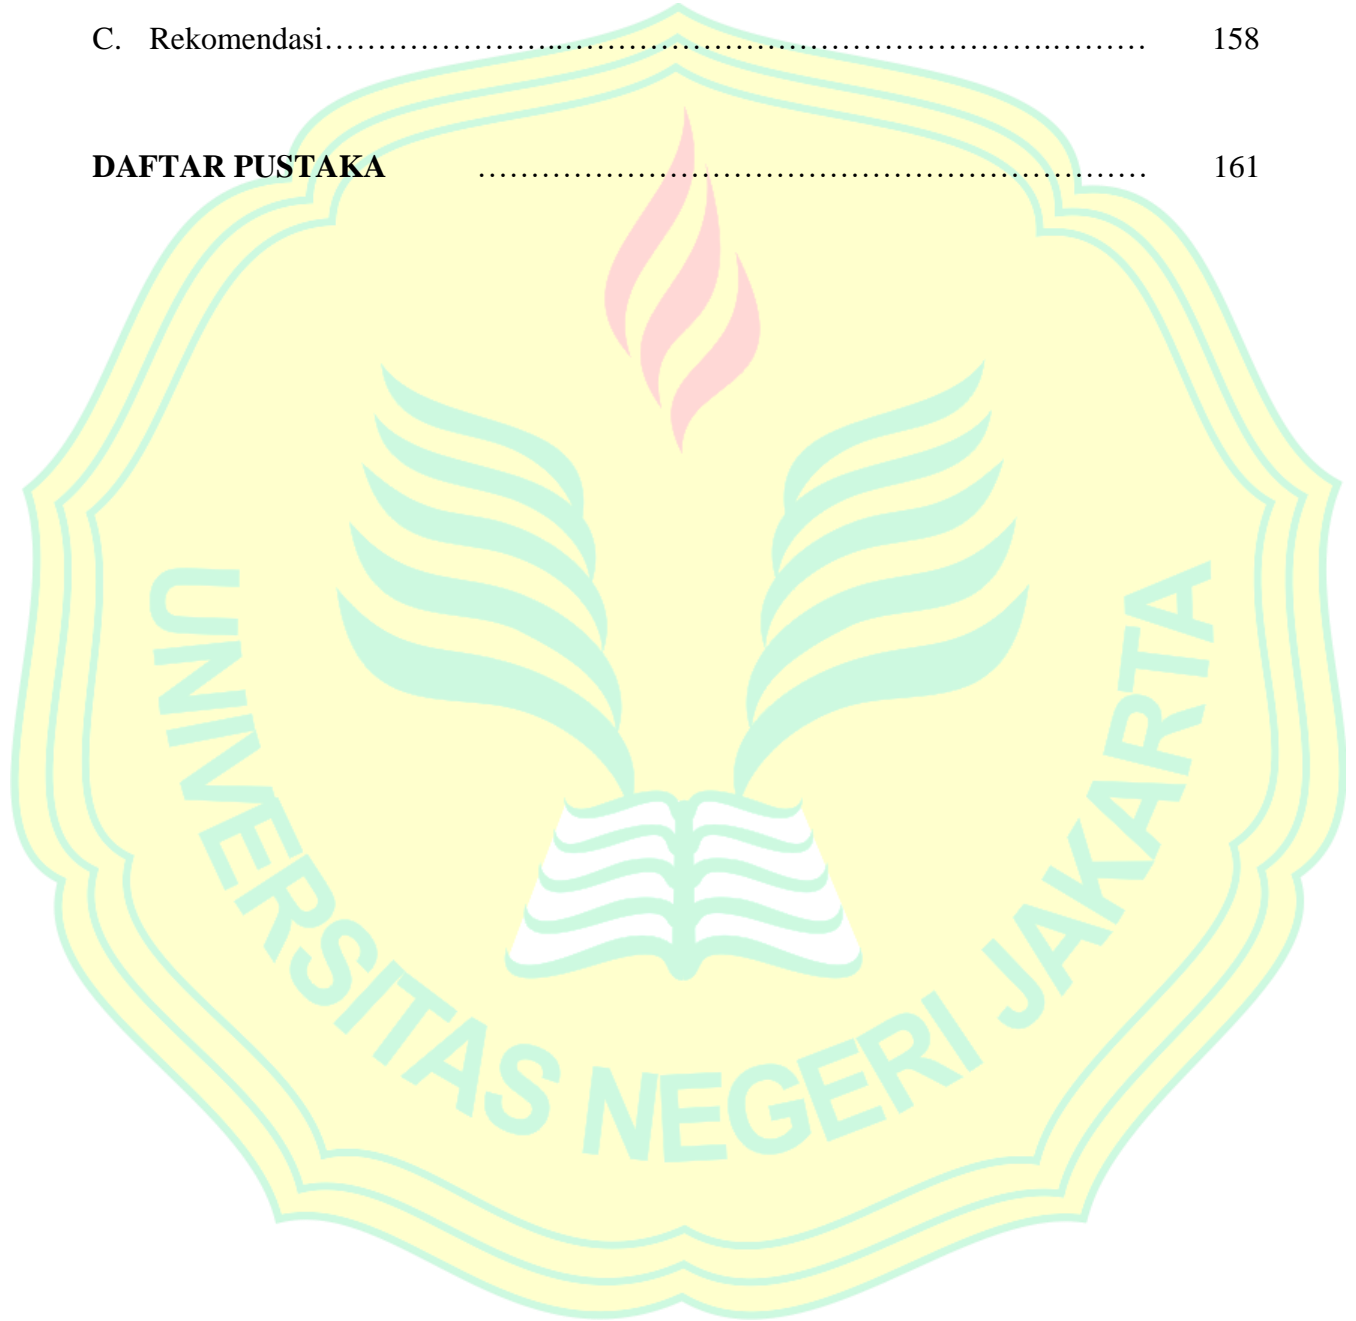 C. Rekomendasi…………………...……………………………………………….……… 158
DAFTAR PUSTAKA ……………………………………………………… 161
UNIVERSITAS NEGERI JAKARTA